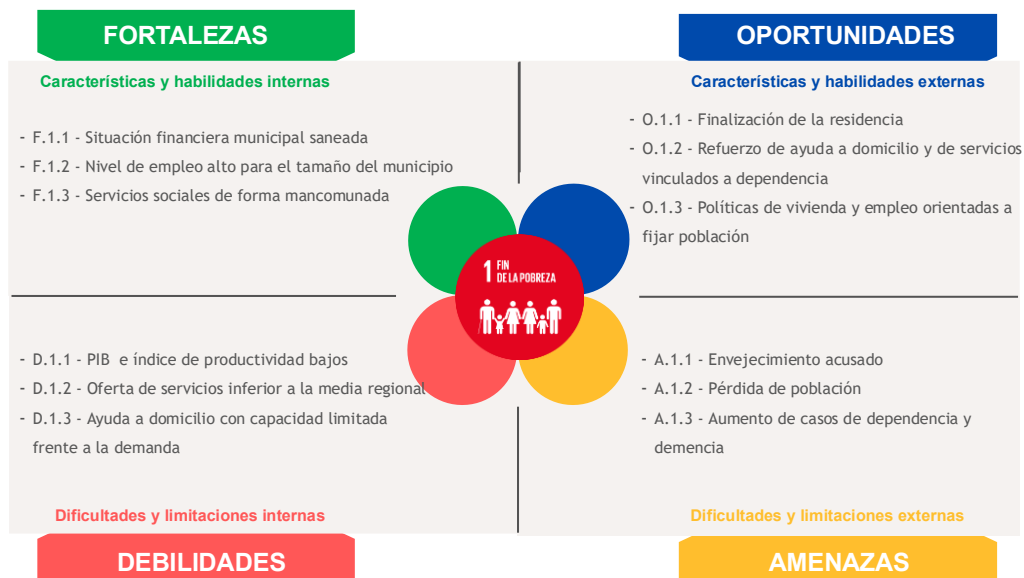 FORTALEZAS
Características y habilidades internas
- F.1.1 - Situación financiera municipal saneada
- F.1.2 - Nivel de empleo alto para el tamaño del municipio
- F.1.3 - Servicios sociales de forma mancomunada
OPORTUNIDADES
Características y habilidades externas
- O.1.1 - Finalización de la residencia
- O.1.2 - Refuerzo de ayuda a domicilio y de servicios
vinculados a dependencia
- O.1.3 - Políticas de vivienda y empleo orientadas a
fijar población
1 FIN
DE LA POBREZA
- D.1.1 - PIB e índice de productividad bajos
- D.1.2 - Oferta de servicios inferior a la media regional
- D.1.3 - Ayuda a domicilio con capacidad limitada
frente a la demanda
Dificultades y limitaciones internas
DEBILIDADES
- A.1.1 - Envejecimiento acusado
- A.1.2 - Pérdida de población
- A.1.3 - Aumento de casos de dependencia y
demencia
Dificultades y limitaciones externas
AMENAZAS